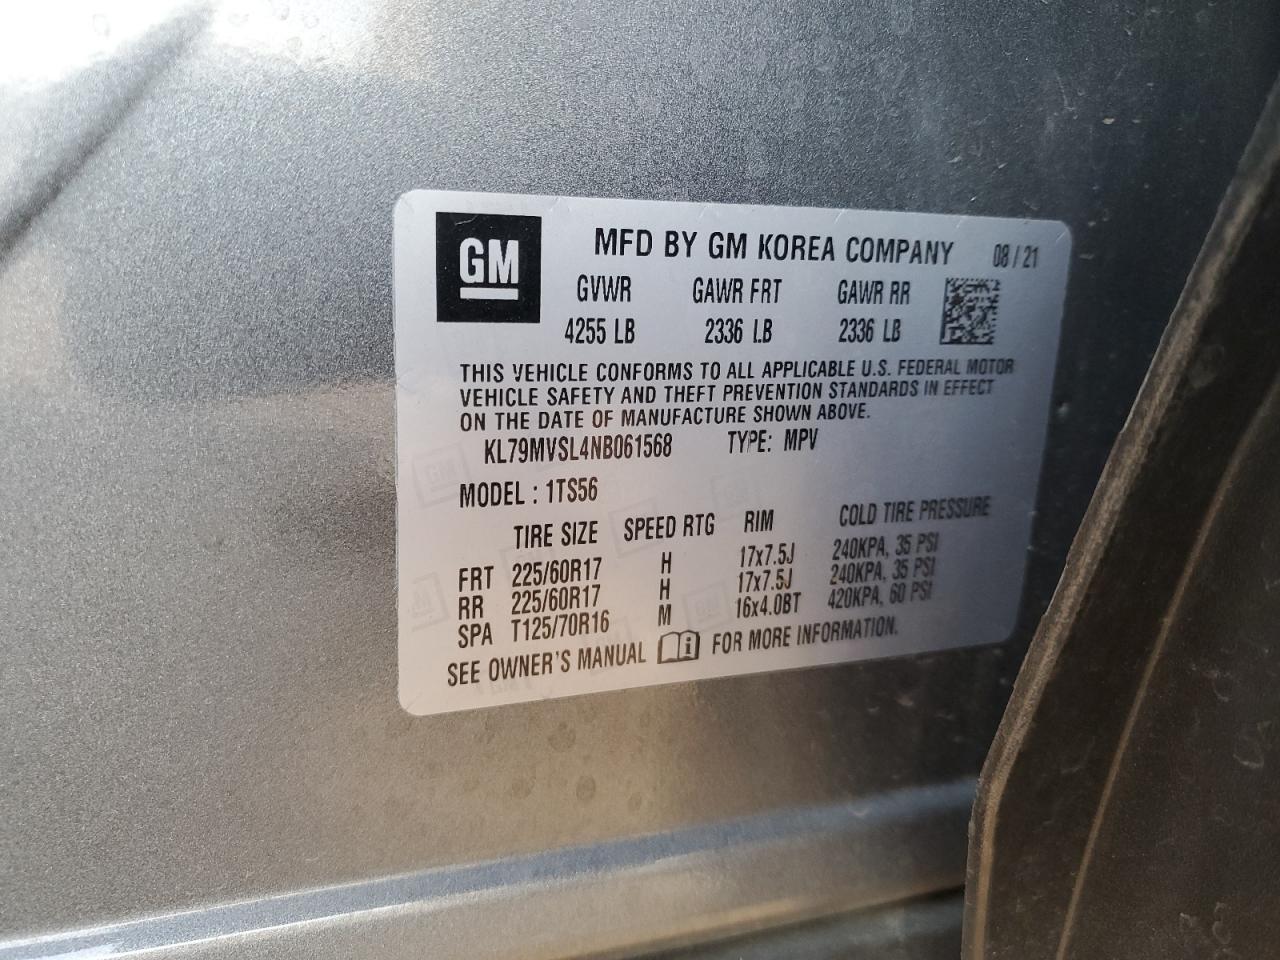 GM
MFD BY GM KOREA COMPANY 08 / 21
GVWR GAWR FRT GAWR RR
4255 LB 2336 LB 2336 LB
THIS VEHICLE CONFORMS TO ALL APPLICABLE U.S. FEDERAL MOTOR
VEHICLE SAFETY AND THEFT PREVENTION STANDARDS IN EFFECT
ON THE DATE OF MANUFACTURE SHOWN ABOVE.
KL79MVSL4NB061568 TYPE: MPV
MODEL : 1TS56
TIRE SIZE SPEED RTG RIM COLD TIRE PRESSURE
FRT 225/60R17 H 17x7.5J 240KPA, 35 PSI
RR 225/60R17 H 17x7.5J 240KPA, 35 PSI
SPA T125/70R16 M 16x4.0BT 420KPA, 60 PSI
SEE OWNER'S MANUAL i FOR MORE INFORMATION.